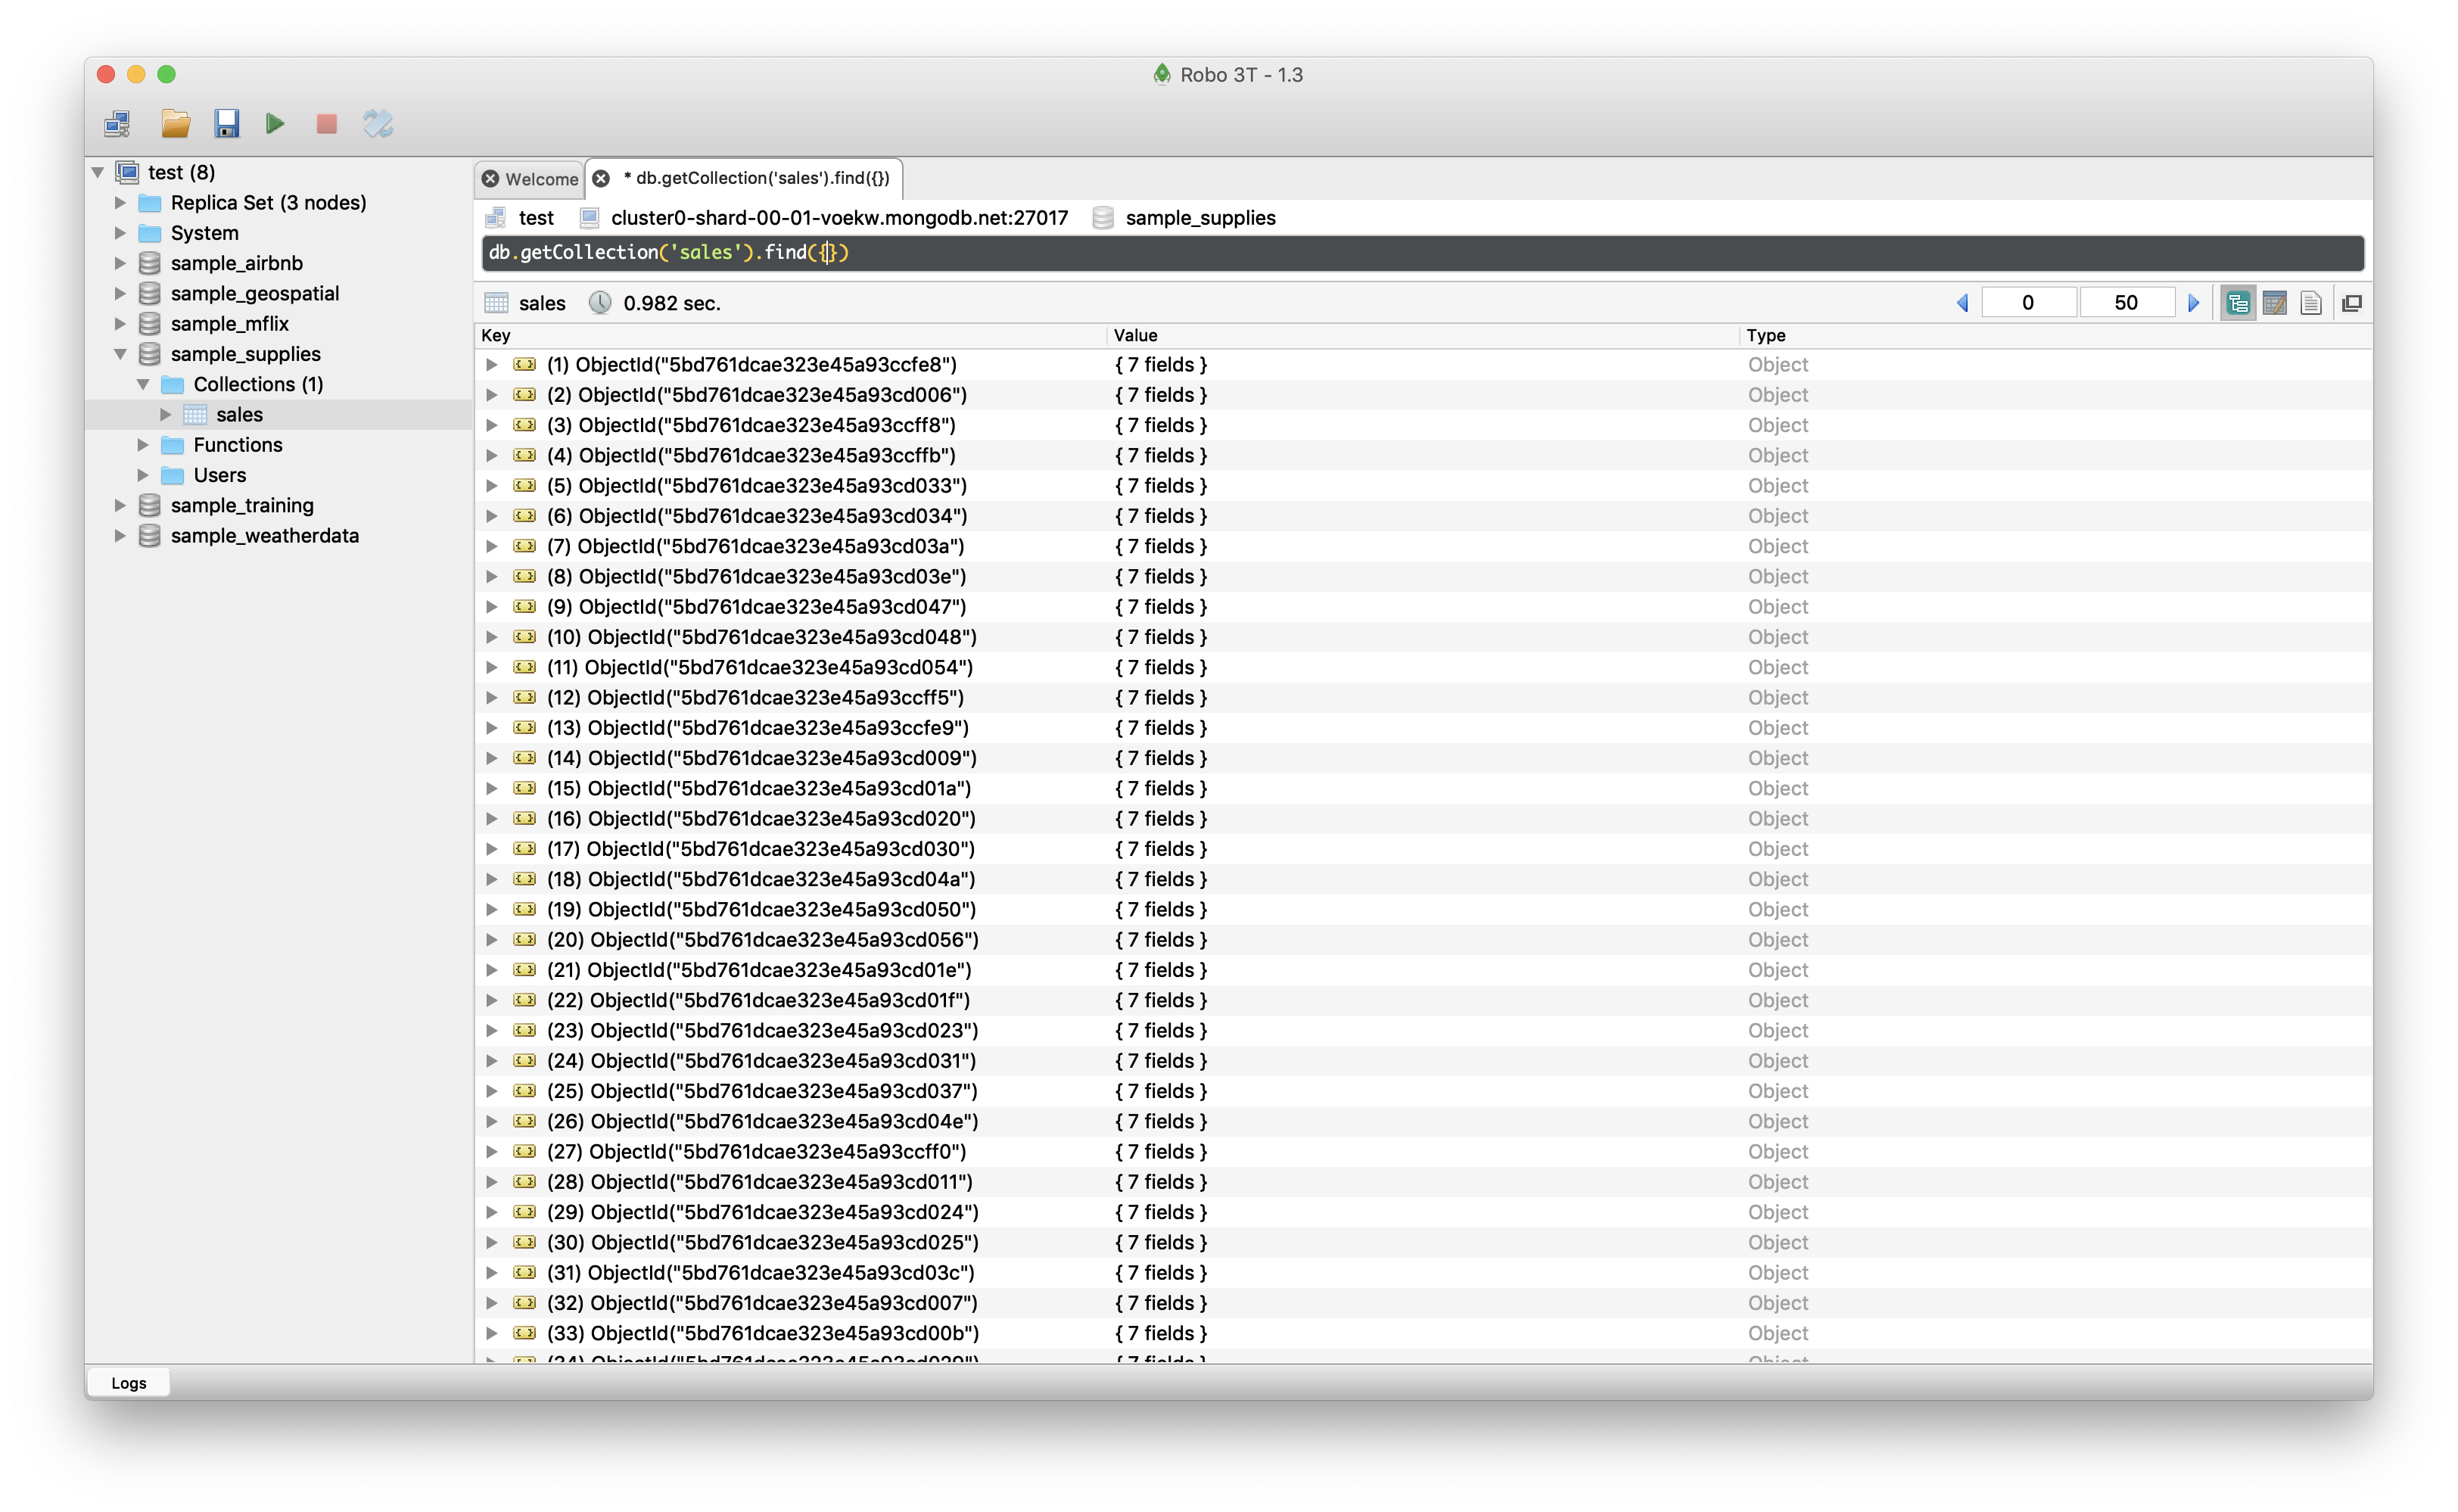 Robo 3T - 1.3
test (8)
Replica Set (3 nodes)
System
sample_airbnb
sample_geospatial
sample_mflix
sample_supplies
Collections (1)
sales
Functions
Users
sample_training
sample_weatherdata
Welcome * db.getCollection('sales').find({})
test cluster0-shard-00-01-voekw.mongodb.net:27017 sample_supplies
db.getCollection('sales').find({})
sales 0.982 sec. 0 50
Key Value Type
(1) ObjectId("5bd761dcae323e45a93ccfe8") { 7 fields } Object
(2) ObjectId("5bd761dcae323e45a93cd006") { 7 fields } Object
(3) ObjectId("5bd761dcae323e45a93ccff8") { 7 fields } Object
(4) ObjectId("5bd761dcae323e45a93ccffb") { 7 fields } Object
(5) ObjectId("5bd761dcae323e45a93cd033") { 7 fields } Object
(6) ObjectId("5bd761dcae323e45a93cd034") { 7 fields } Object
(7) ObjectId("5bd761dcae323e45a93cd03a") { 7 fields } Object
(8) ObjectId("5bd761dcae323e45a93cd03e") { 7 fields } Object
(9) ObjectId("5bd761dcae323e45a93cd047") { 7 fields } Object
(10) ObjectId("5bd761dcae323e45a93cd048") { 7 fields } Object
(11) ObjectId("5bd761dcae323e45a93cd054") { 7 fields } Object
(12) ObjectId("5bd761dcae323e45a93ccff5") { 7 fields } Object
(13) ObjectId("5bd761dcae323e45a93ccfe9") { 7 fields } Object
(14) ObjectId("5bd761dcae323e45a93cd009") { 7 fields } Object
(15) ObjectId("5bd761dcae323e45a93cd01a") { 7 fields } Object
(16) ObjectId("5bd761dcae323e45a93cd020") { 7 fields } Object
(17) ObjectId("5bd761dcae323e45a93cd030") { 7 fields } Object
(18) ObjectId("5bd761dcae323e45a93cd04a") { 7 fields } Object
(19) ObjectId("5bd761dcae323e45a93cd050") { 7 fields } Object
(20) ObjectId("5bd761dcae323e45a93cd056") { 7 fields } Object
(21) ObjectId("5bd761dcae323e45a93cd01e") { 7 fields } Object
(22) ObjectId("5bd761dcae323e45a93cd01f") { 7 fields } Object
(23) ObjectId("5bd761dcae323e45a93cd023") { 7 fields } Object
(24) ObjectId("5bd761dcae323e45a93cd031") { 7 fields } Object
(25) ObjectId("5bd761dcae323e45a93cd037") { 7 fields } Object
(26) ObjectId("5bd761dcae323e45a93cd04e") { 7 fields } Object
(27) ObjectId("5bd761dcae323e45a93ccff0") { 7 fields } Object
(28) ObjectId("5bd761dcae323e45a93cd011") { 7 fields } Object
(29) ObjectId("5bd761dcae323e45a93cd024") { 7 fields } Object
(30) ObjectId("5bd761dcae323e45a93cd025") { 7 fields } Object
(31) ObjectId("5bd761dcae323e45a93cd03c") { 7 fields } Object
(32) ObjectId("5bd761dcae323e45a93cd007") { 7 fields } Object
(33) ObjectId("5bd761dcae323e45a93cd00b") { 7 fields } Object
Logs